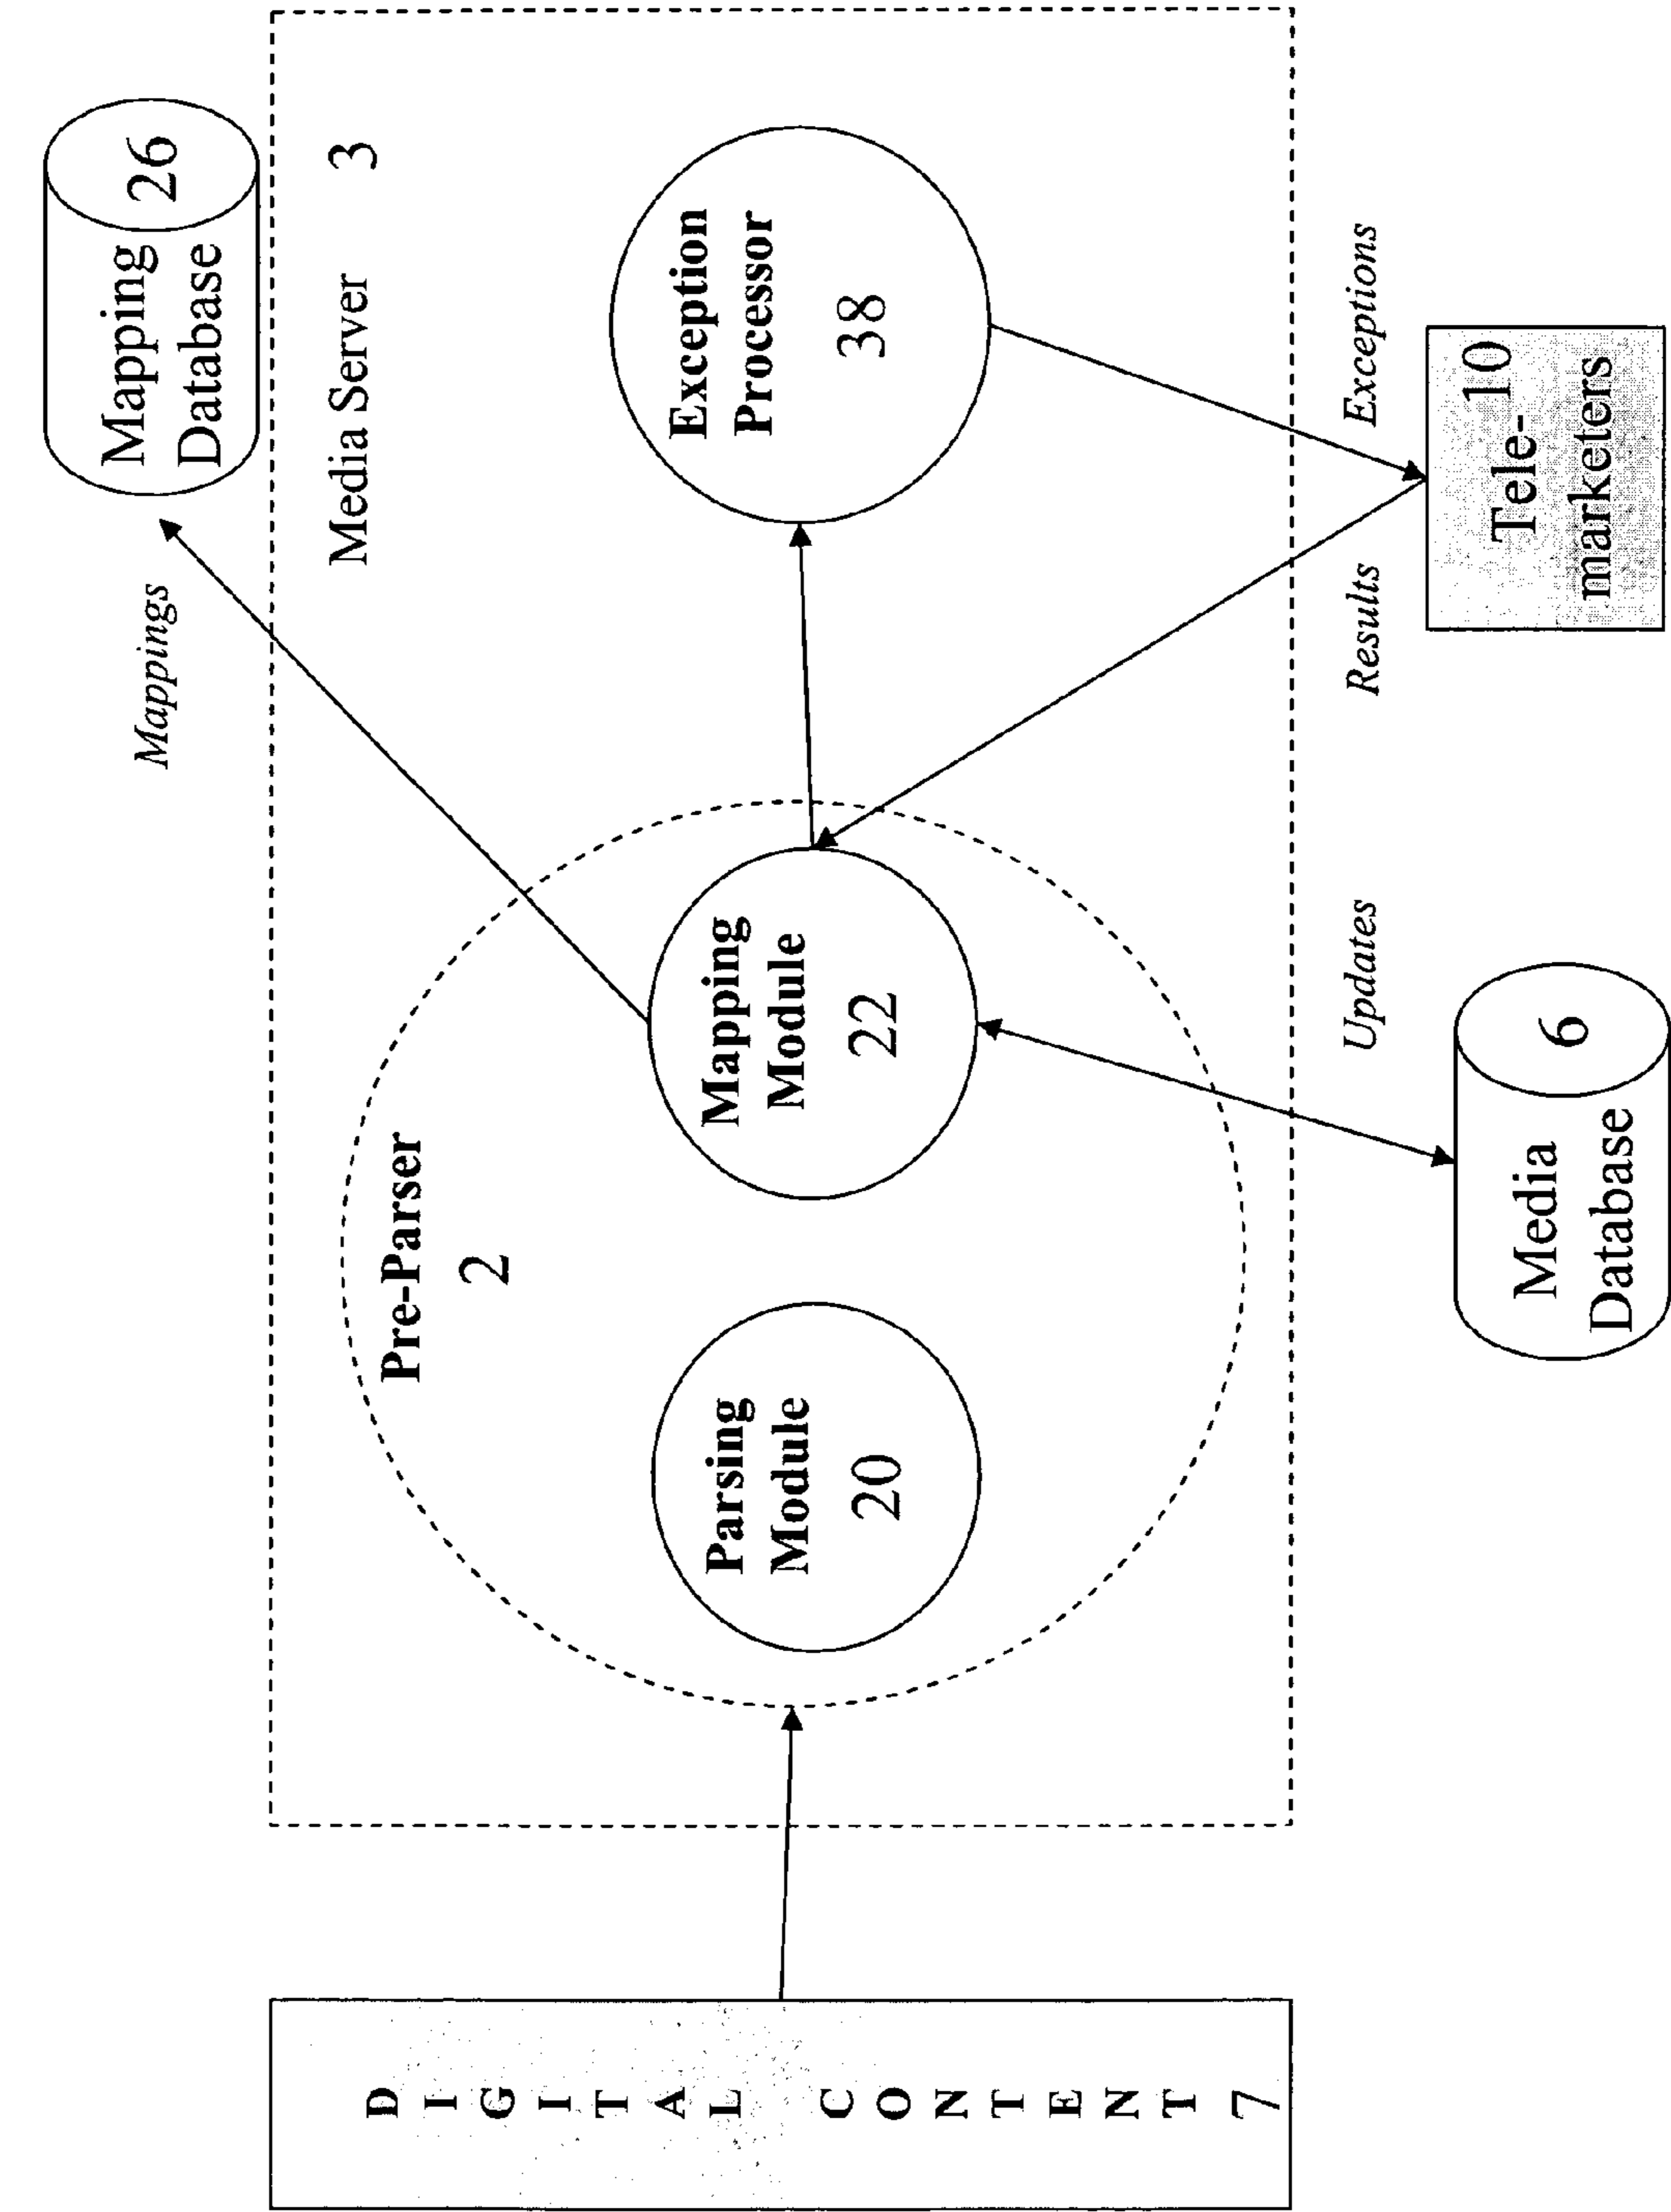 Mapping 26
Database
Mappings
Media Server 3
Pre-Parser
2
Exception
Processor
38
Mapping
Module
22
Parsing
Module
20
DIGITAL CONTENT 7
Updates
Results
Exceptions
Media
Database
6
Tele- 10
marketers